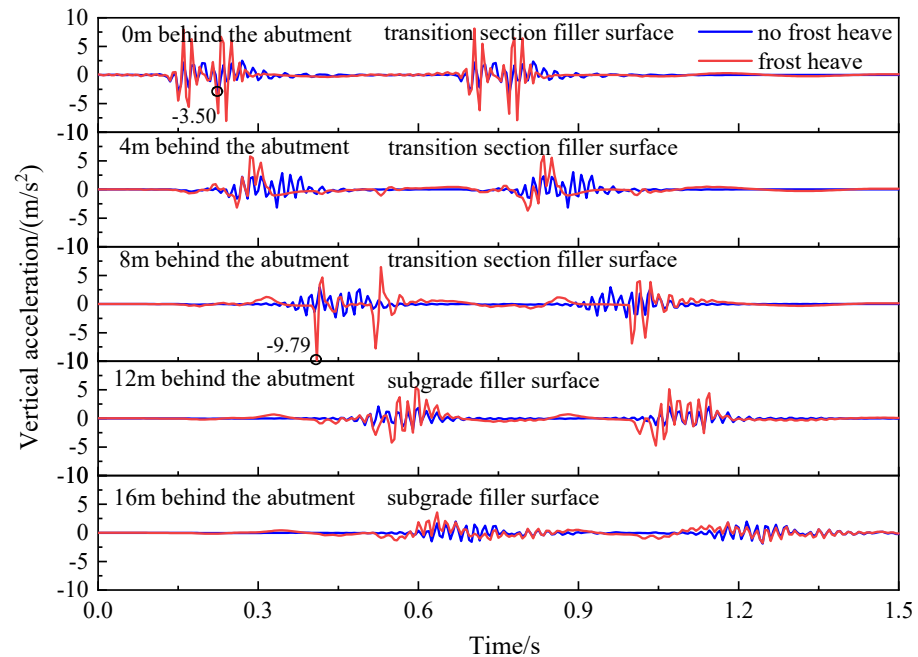 Vertical acceleration/(m/s²)
10
0m behind the abutment transition section filler surface
no frost heave
frost heave
5
0
-5
-3.50
-10
4m behind the abutment transition section filler surface
5
0
-5
-10
8m behind the abutment transition section filler surface
5
0
-5
-9.79
-10
12m behind the abutment subgrade filler surface
5
0
-5
-10
16m behind the abutment subgrade filler surface
5
0
-5
-10
0.0 0.3 0.6 0.9 1.2 1.5
Time/s